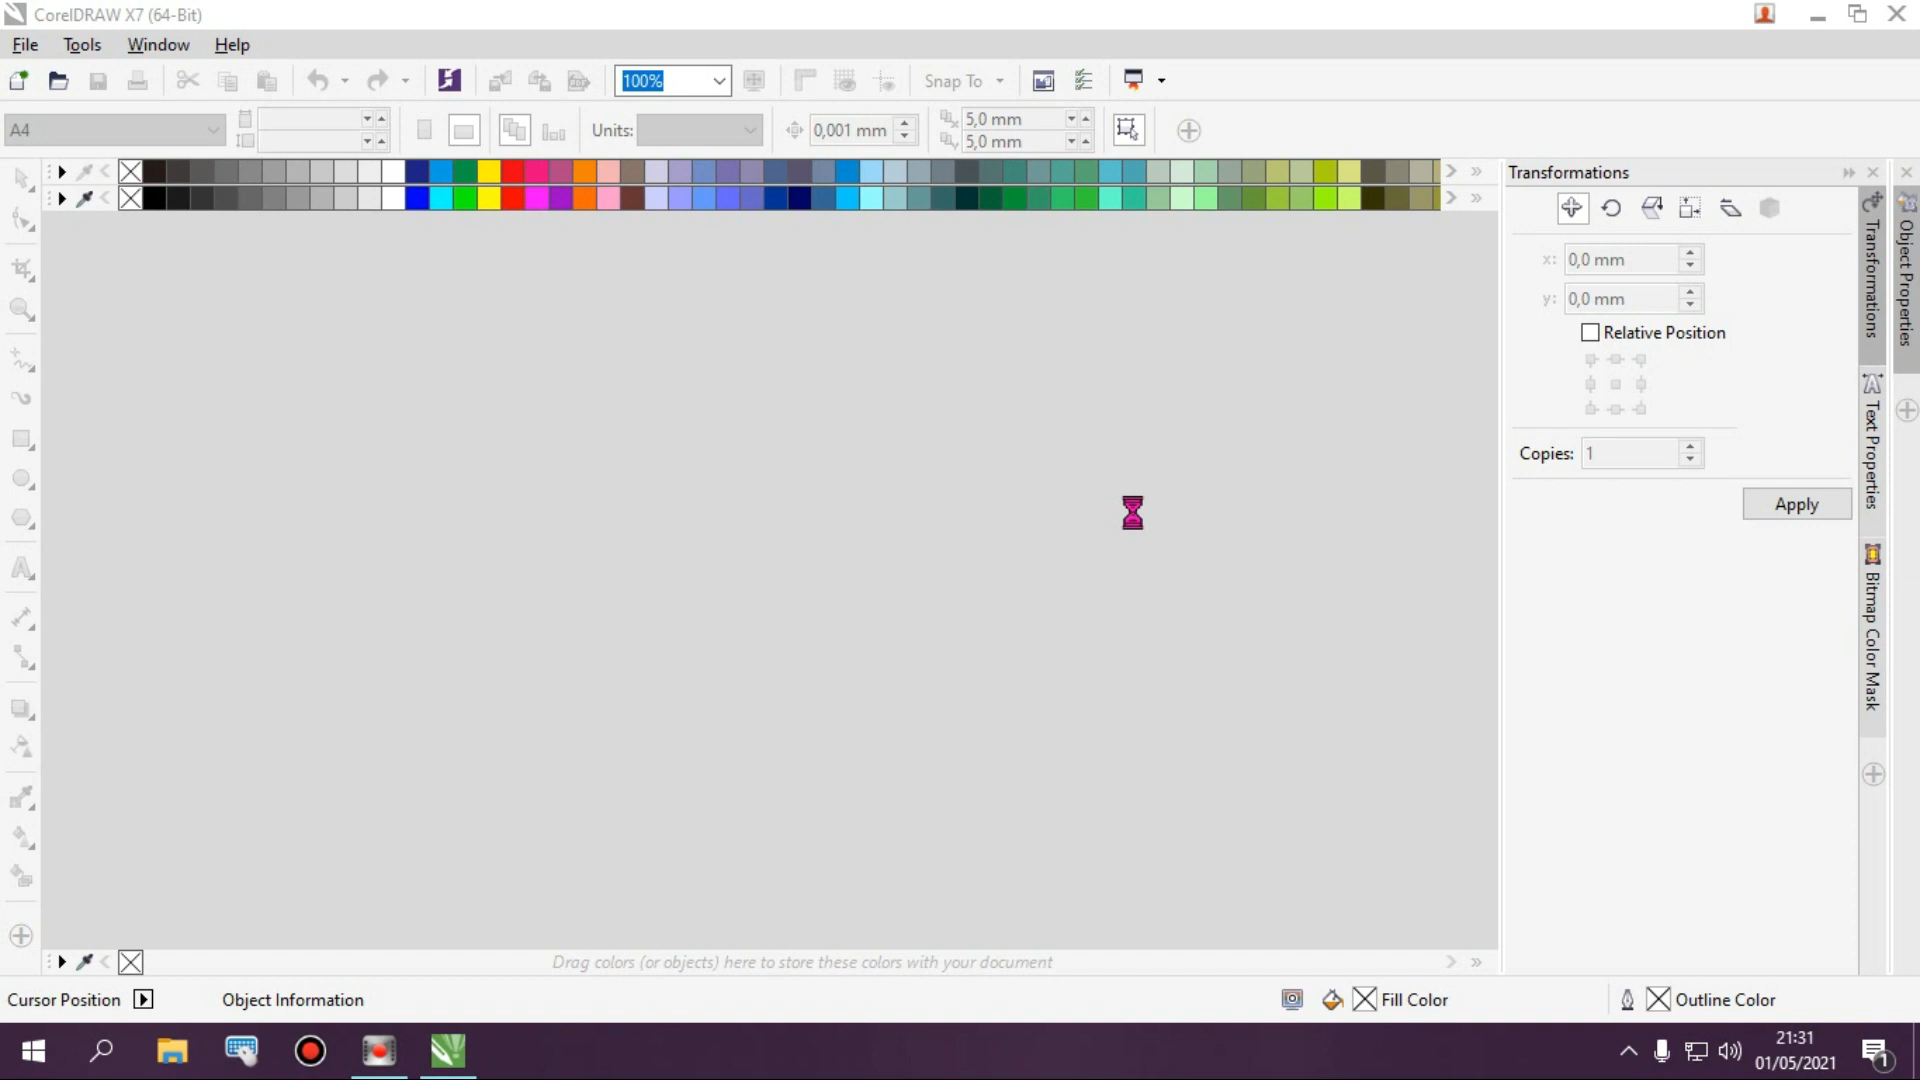 CorelDRAW X7 (64-Bit)
File Tools Window Help
100% Snap To
A4 Units: 0,001 mm 5,0 mm
5,0 mm
Transformations
x: 0,0 mm
y: 0,0 mm
Relative Position
Copies: 1
Apply
Transformations
Text Properties
Bitmap Color Mask
Object Properties
Drag colors (or objects) here to store these colors with your document
Cursor Position Object Information Fill Color Outline Color
21:31
01/05/2021
1